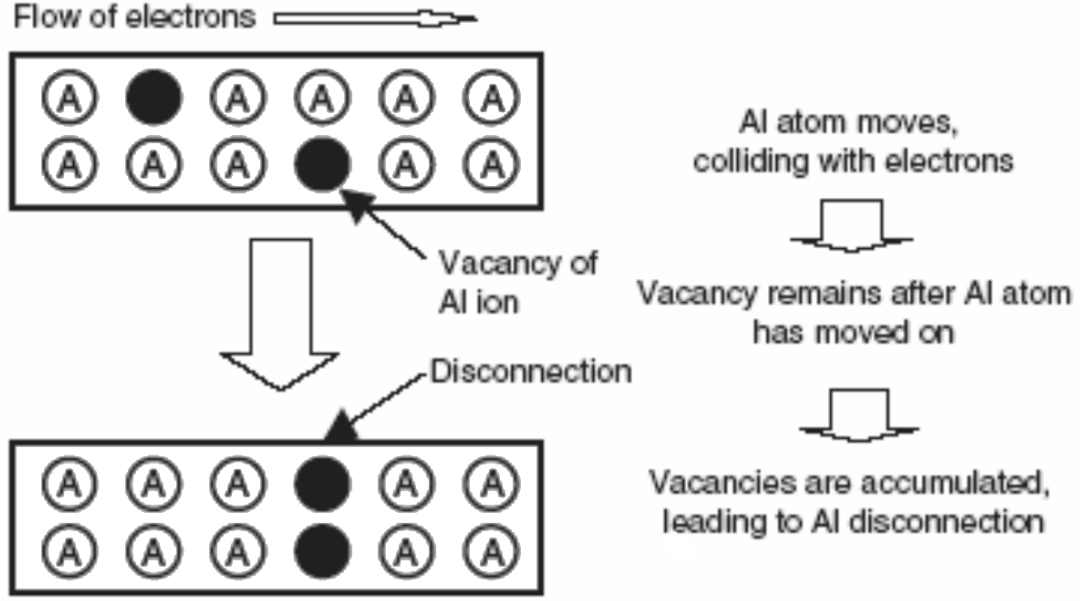 Flow of electrons
A A A A A
A A A A A
Vacancy of
Al ion
Disconnection
A A A A A
A A A A A
Al atom moves,
colliding with electrons
Vacancy remains after Al atom
has moved on
Vacancies are accumulated,
leading to Al disconnection